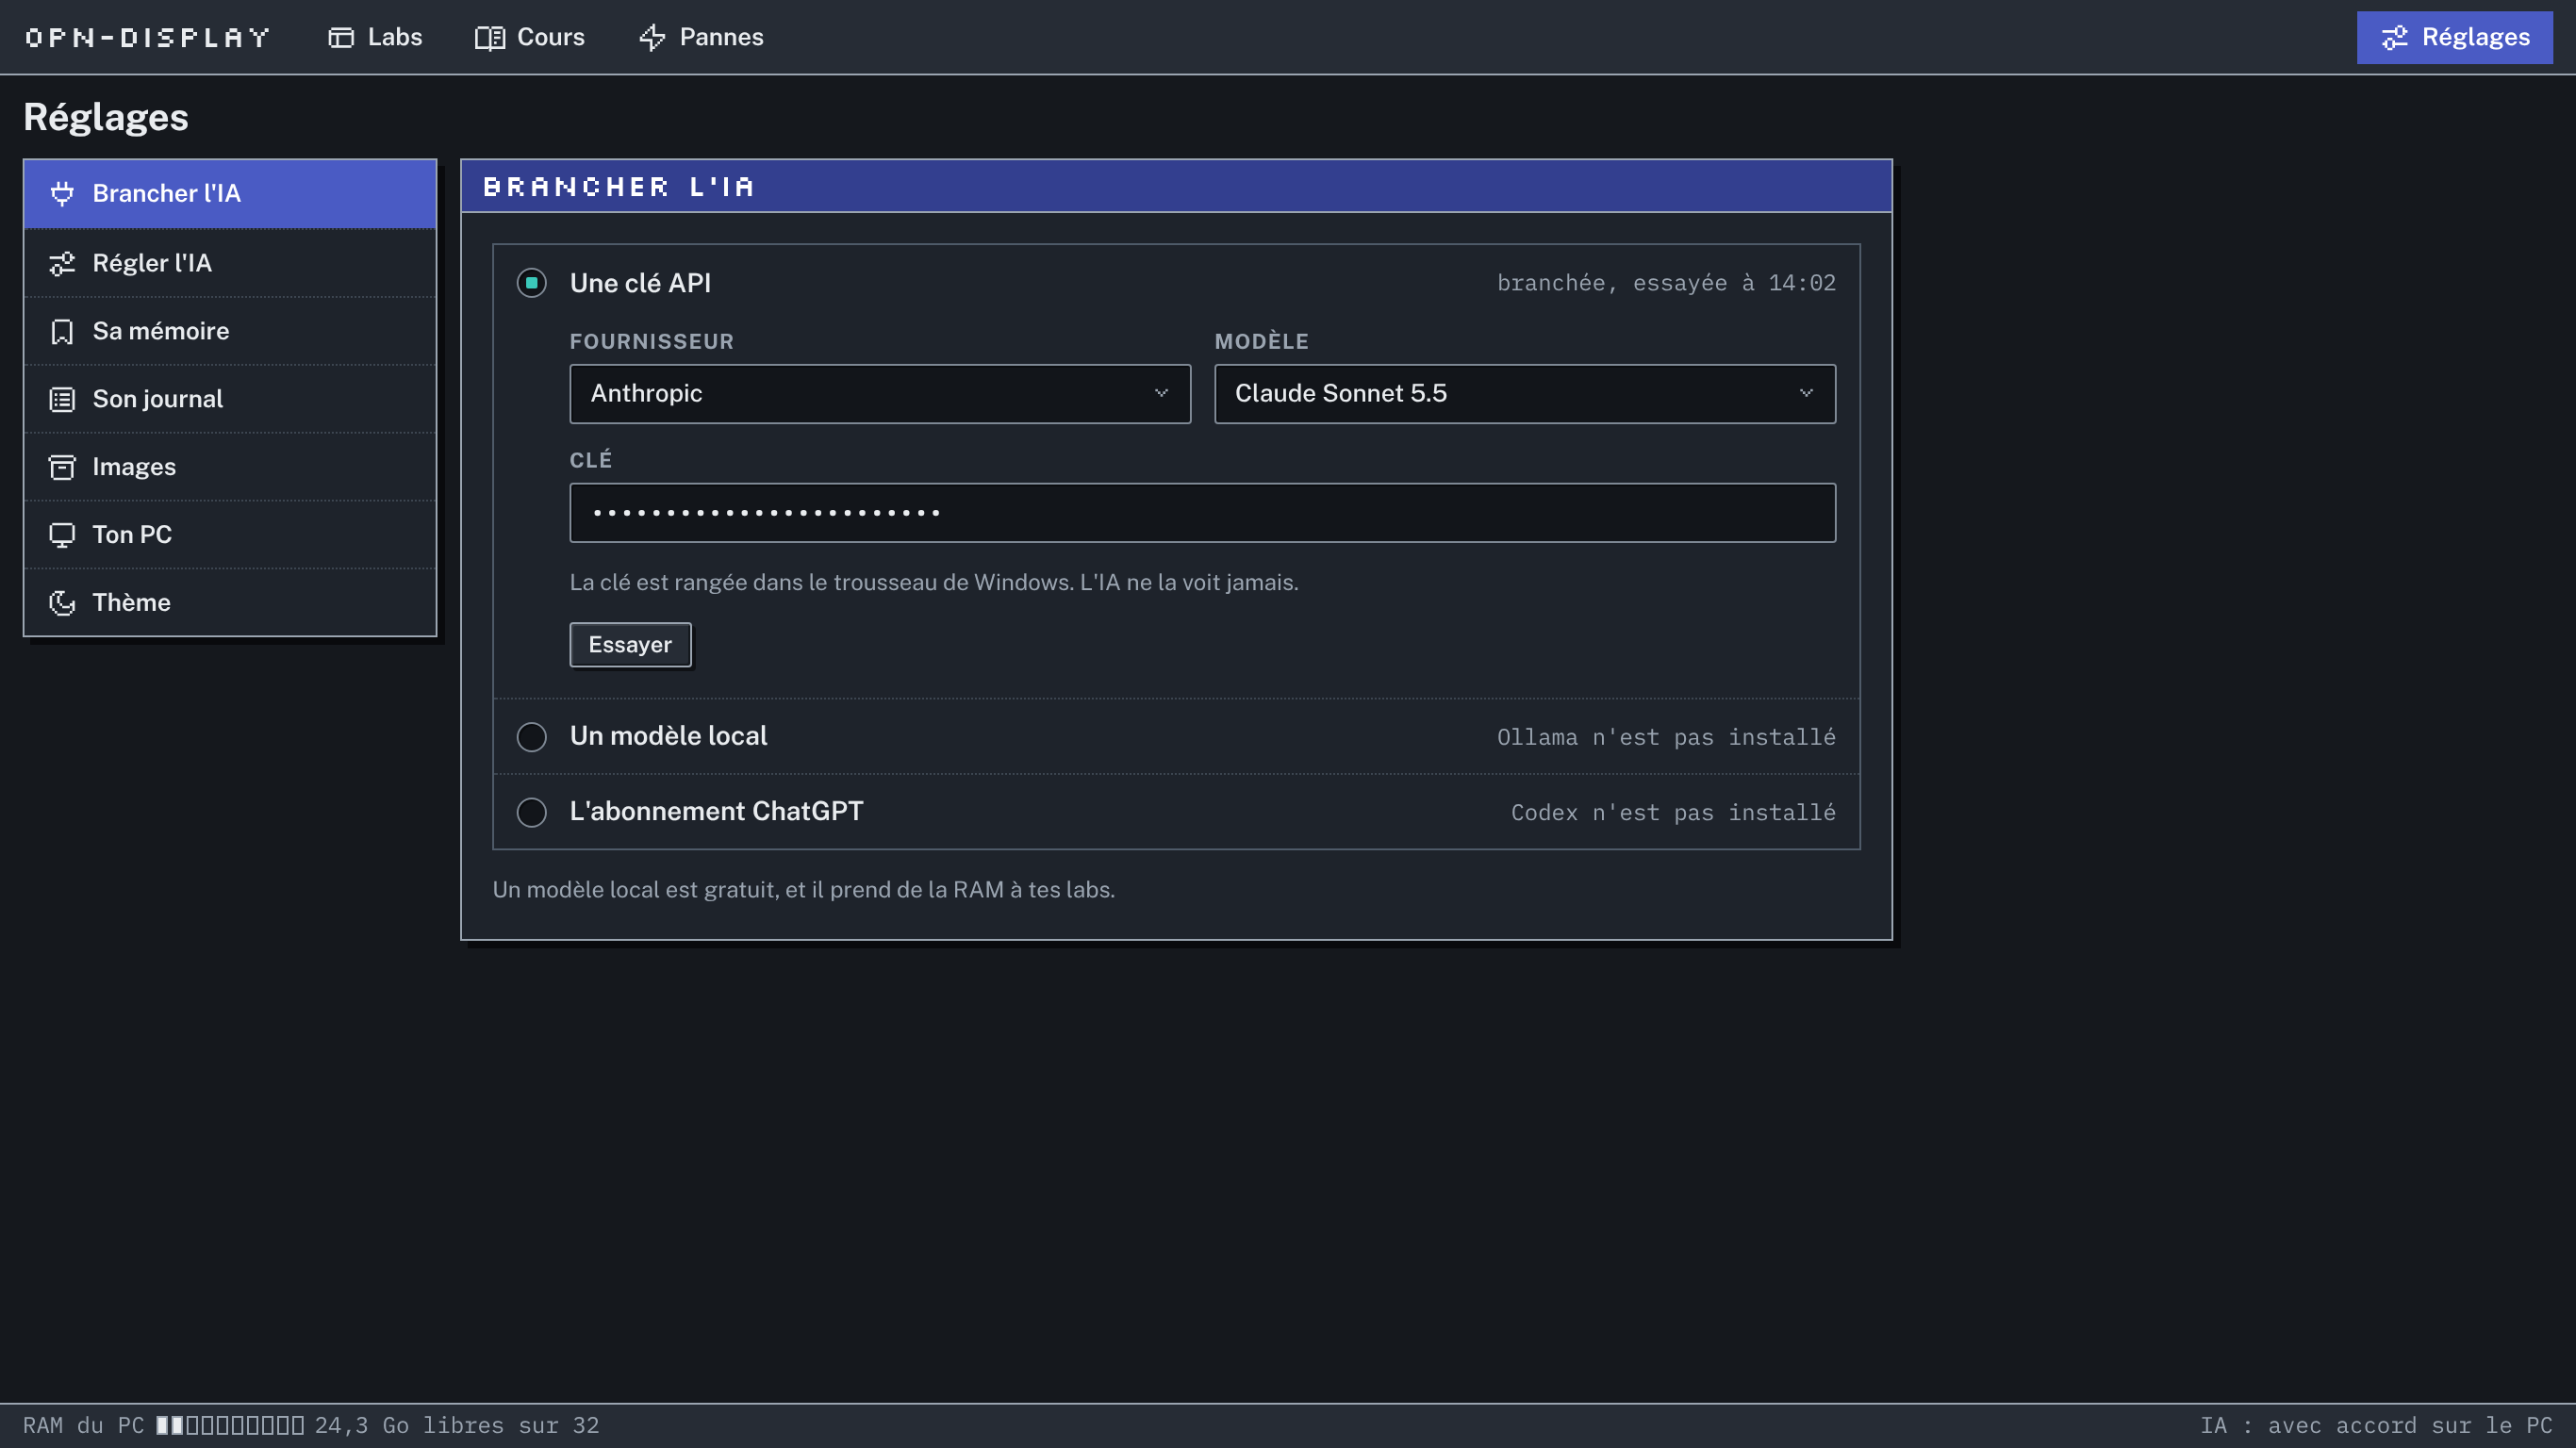 OPN-DISPLAY Labs Cours Pannes Réglages
Réglages
Brancher l'IA
Régler l'IA
Sa mémoire
Son journal
Images
Ton PC
Thème
BRANCHER L'IA
Une clé API branchée, essayée à 14:02
FOURNISSEUR MODÈLE
Anthropic Claude Sonnet 5.5
CLÉ
••••••••••••••••••••••••
La clé est rangée dans le trousseau de Windows. L'IA ne la voit jamais.
Essayer
Un modèle local Ollama n'est pas installé
L'abonnement ChatGPT Codex n'est pas installé
Un modèle local est gratuit, et il prend de la RAM à tes labs.
RAM du PC 24,3 Go libres sur 32 IA : avec accord sur le PC